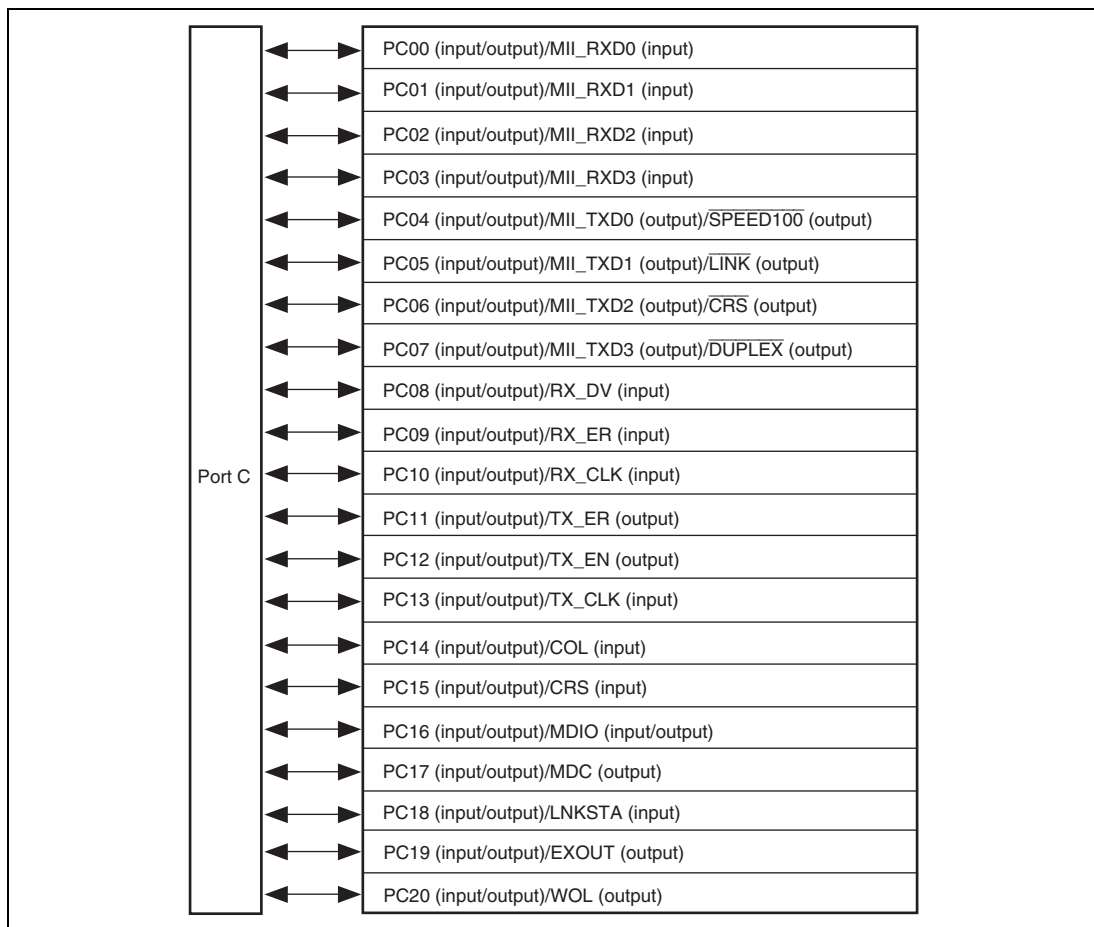 Port C
PC00 (input/output)/MII_RXD0 (input)
PC01 (input/output)/MII_RXD1 (input)
PC02 (input/output)/MII_RXD2 (input)
PC03 (input/output)/MII_RXD3 (input)
PC04 (input/output)/MII_TXD0 (output)/S̅P̅E̅E̅D̅1̅0̅0̅ (output)
PC05 (input/output)/MII_TXD1 (output)/L̅I̅N̅K̅ (output)
PC06 (input/output)/MII_TXD2 (output)/C̅R̅S̅ (output)
PC07 (input/output)/MII_TXD3 (output)/D̅U̅P̅L̅E̅X̅ (output)
PC08 (input/output)/RX_DV (input)
PC09 (input/output)/RX_ER (input)
PC10 (input/output)/RX_CLK (input)
PC11 (input/output)/TX_ER (output)
PC12 (input/output)/TX_EN (output)
PC13 (input/output)/TX_CLK (input)
PC14 (input/output)/COL (input)
PC15 (input/output)/CRS (input)
PC16 (input/output)/MDIO (input/output)
PC17 (input/output)/MDC (output)
PC18 (input/output)/LNKSTA (input)
PC19 (input/output)/EXOUT (output)
PC20 (input/output)/WOL (output)